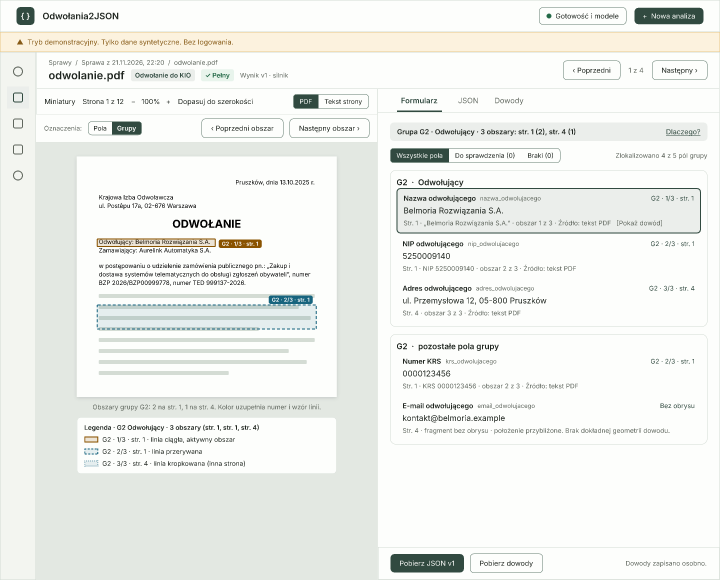 { } Odwołania2JSON
Gotowość i modele
+ Nowa analiza
▲ Tryb demonstracyjny. Tylko dane syntetyczne. Bez logowania.
Sprawy / Sprawa z 21.11.2026, 22:20 / odwolanie.pdf
odwolanie.pdf Odwołanie do KIO ✓ Pełny Wynik v1 · silnik
‹ Poprzedni 1 z 4 Następny ›
Miniatury Strona 1 z 12 − 100% + Dopasuj do szerokości PDF Tekst strony
Oznaczenia: Pola Grupy ‹ Poprzedni obszar Następny obszar ›
Pruszków, dnia 13.10.2025 r.
Krajowa Izba Odwoławcza
ul. Postępu 17a, 02-676 Warszawa
ODWOŁANIE
Odwołujący: Belmoria Rozwiązania S.A. G2 · 1/3 · str. 1
Zamawiający: Aurelink Automatyka S.A.
w postępowaniu o udzielenie zamówienia publicznego pn.: „Zakup i
dostawa systemów telematycznych do obsługi zgłoszeń obywateli”, numer
BZP 2026/BZP00999778, numer TED 999137-2026.
G2 · 2/3 · str. 1
Obszary grupy G2: 2 na str. 1, 1 na str. 4. Kolor uzupełnia numer i wzór linii.
Legenda · G2 Odwołujący · 3 obszary (str. 1, str. 1, str. 4)
G2 · 1/3 · str. 1 · linia ciągła, aktywny obszar
G2 · 2/3 · str. 1 · linia przerywana
G2 · 3/3 · str. 4 · linia kropkowana (inna strona)
Formularz JSON Dowody
Grupa G2 · Odwołujący · 3 obszary: str. 1 (2), str. 4 (1) Dlaczego?
Wszystkie pola Do sprawdzenia (0) Braki (0) Zlokalizowano 4 z 5 pól grupy
G2 · Odwołujący
Nazwa odwołującego nazwa_odwolujacego G2 · 1/3 · str. 1
Belmoria Rozwiązania S.A.
Str. 1 · „Belmoria Rozwiązania S.A.” · obszar 1 z 3 · Źródło: tekst PDF [Pokaż dowód]
NIP odwołującego nip_odwolujacego G2 · 2/3 · str. 1
5250009140
Str. 1 · NIP 5250009140 · obszar 2 z 3 · Źródło: tekst PDF
Adres odwołującego adres_odwolujacego G2 · 3/3 · str. 4
ul. Przemysłowa 12, 05-800 Pruszków
Str. 4 · obszar 3 z 3 · Źródło: tekst PDF
G2 · pozostałe pola grupy
Numer KRS krs_odwolujacego G2 · 2/3 · str. 1
0000123456
Str. 1 · KRS 0000123456 · obszar 2 z 3 · Źródło: tekst PDF
E-mail odwołującego email_odwolujacego Bez obrysu
kontakt@belmoria.example
Str. 4 · fragment bez obrysu · położenie przybliżone. Brak dokładnej geometrii dowodu.
Pobierz JSON v1 Pobierz dowody Dowody zapisano osobno.